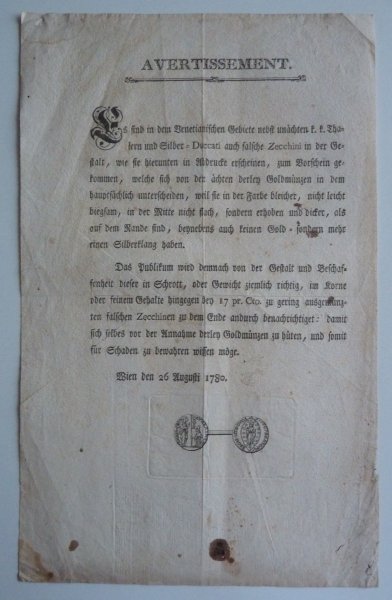 AVERTISSEMENT.
Es sind in dem Venetianischen Gebiete nebst unächten k. k. Tha-
lern und Silber-Duccati auch falsche Zecchini in der Ge-
stalt, wie sie hierunten in Abdrucke erscheinen, zum Vorschein ge-
kommen, welche sich von der ächten derley Goldmünzen in dem
hauptsächlich unterscheiden, weil sie in der Farbe bleicher, nicht leicht
biegsam, in der Mitte nicht flach, sondern erhoben und dicker, als
auf dem Rande sind, beynebens auch keinen Gold- sondern mehr
einen Silberklang haben.
Das Publikum wird demnach von der Gestalt und Beschaf-
fenheit dieser in Schrott, oder Gewicht ziemlich richtig, im Korne
oder feinem Gehalte hingegen bey 17 pr. Cto. zu gering ausgemünz-
ten falschen Zecchinen zu dem Ende andurch benachrichtiget: damit
sich selbes vor der Annahme derley Goldmünzen zu hüten, und somit
für Schaden zu bewahren wissen möge.
Wien den 26 Augusti 1780.